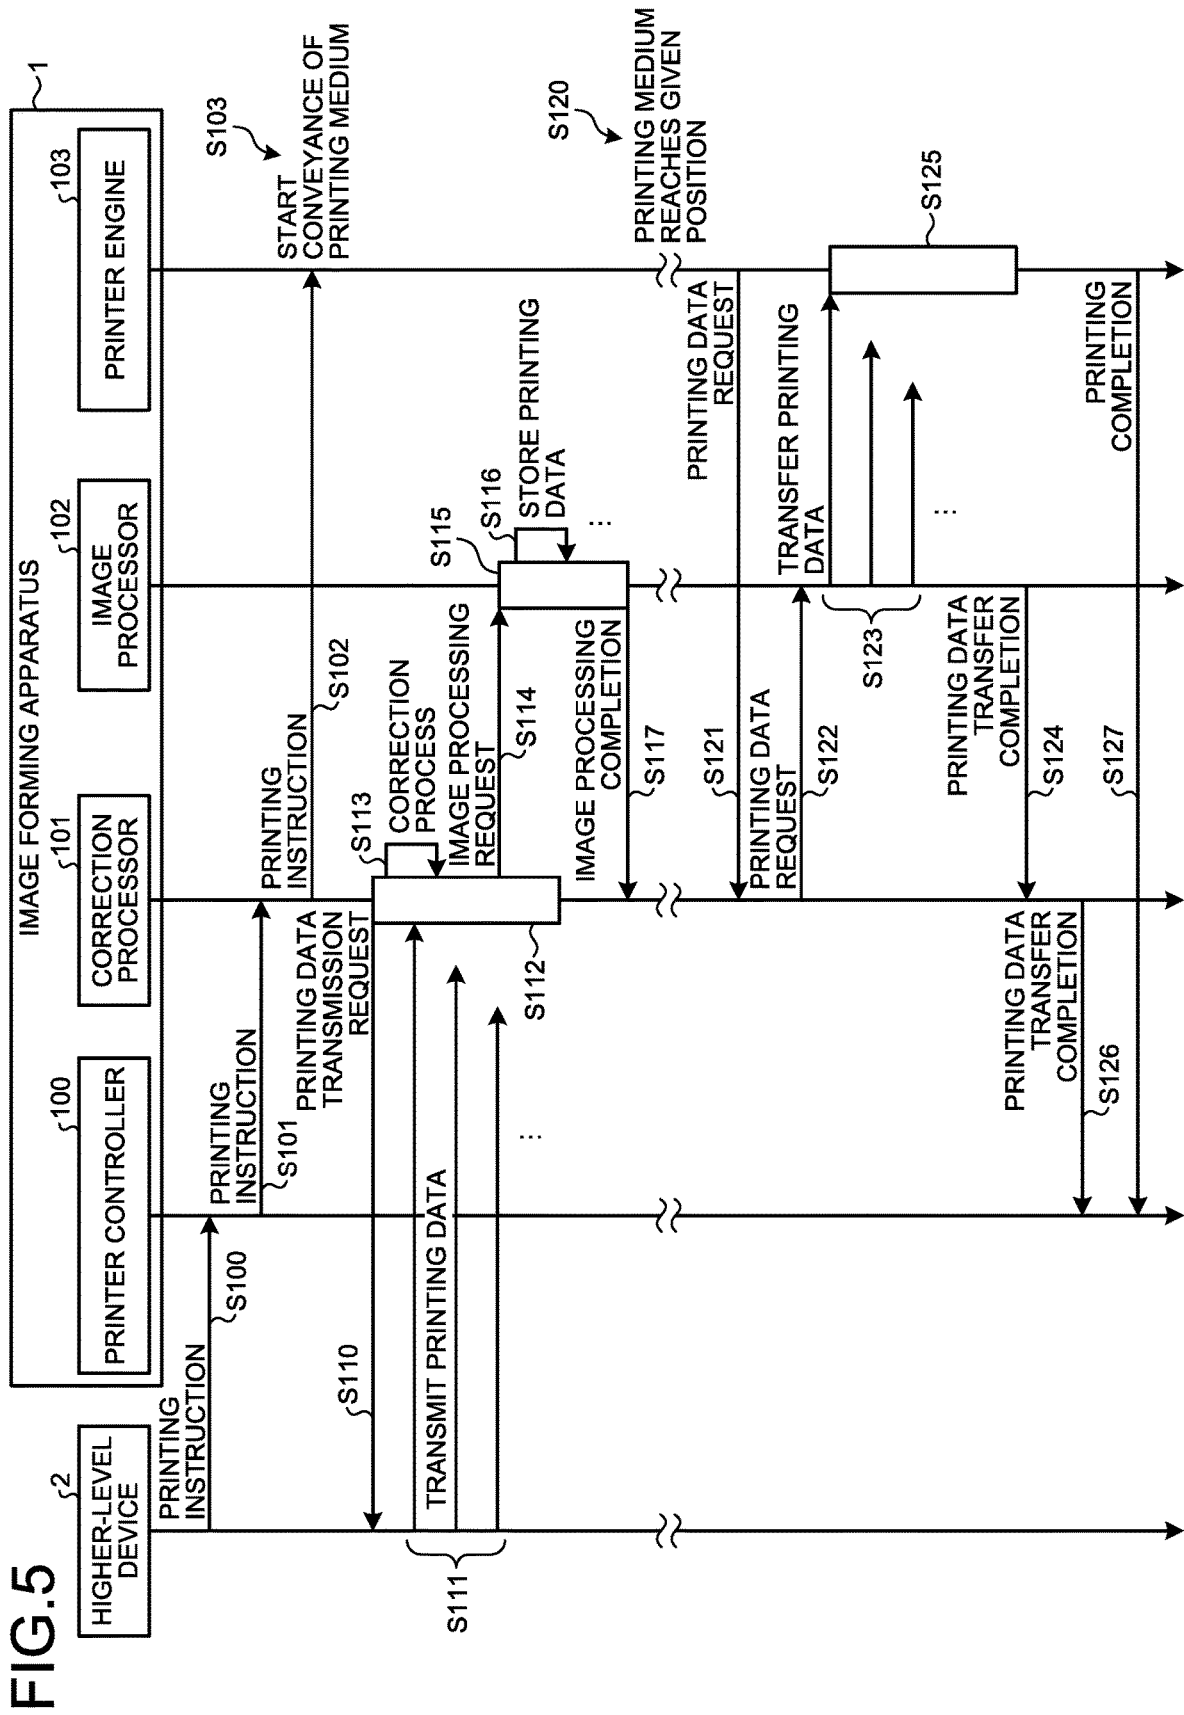 FIG.5
IMAGE FORMING APPARATUS
1
2
HIGHER-LEVEL
DEVICE
100
PRINTER CONTROLLER
101
CORRECTION
PROCESSOR
102
IMAGE
PROCESSOR
103
PRINTER ENGINE
PRINTING
INSTRUCTION
S100
PRINTING
INSTRUCTION
S101
PRINTING
INSTRUCTION
S102
S103
START
CONVEYANCE OF
PRINTING MEDIUM
PRINTING DATA
TRANSMISSION
REQUEST
S110
S111
TRANSMIT PRINTING DATA
...
S112
S113
CORRECTION
PROCESS
IMAGE PROCESSING
REQUEST
S114
S115
S116
STORE PRINTING
DATA
...
IMAGE PROCESSING
COMPLETION
S117
S120
PRINTING MEDIUM
REACHES GIVEN
POSITION
PRINTING DATA
REQUEST
S121
PRINTING DATA
REQUEST
S122
TRANSFER PRINTING
DATA
S123
...
S125
PRINTING DATA
TRANSFER
COMPLETION
S124
PRINTING DATA
TRANSFER
COMPLETION
S126
PRINTING
COMPLETION
S127